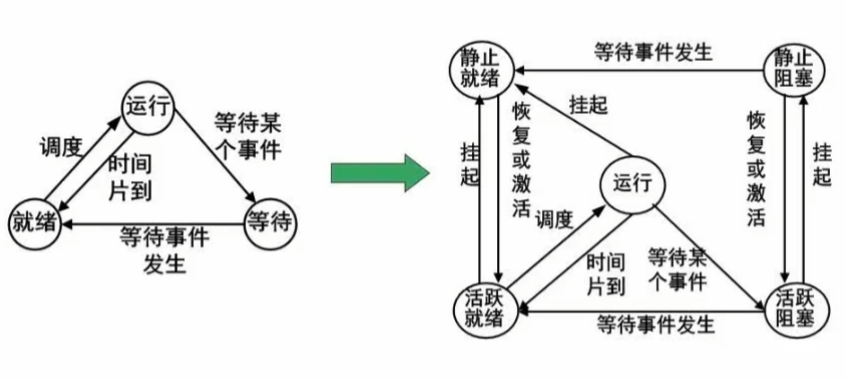 运行
调度
等待某
个事件
时间
片到
就绪
等待
等待事件
发生
静止
就绪
等待事件发生
静止
阻塞
挂起
恢复或激活
挂起
恢复或激活
挂起
运行
调度
时间
片到
等待某
个事件
活跃
就绪
等待事件发生
活跃
阻塞